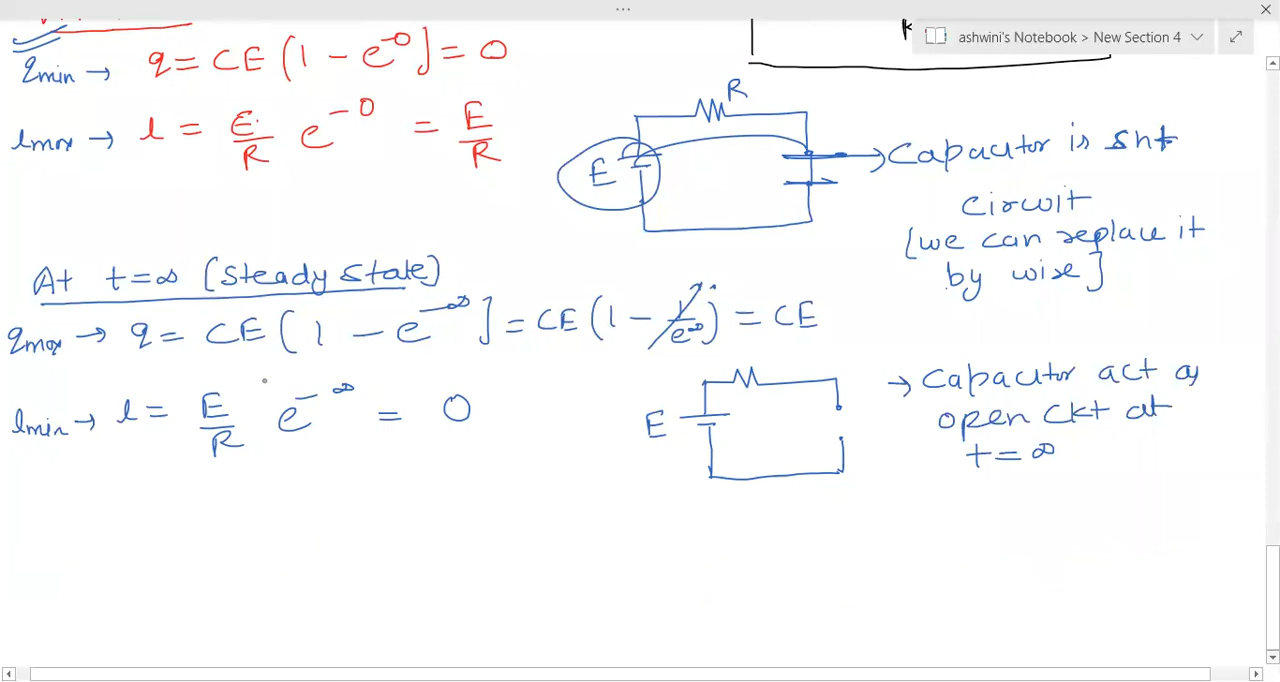 ashwini's Notebook > New Section 4
qmin → q = CE (1 - e^-0] = 0
imax → i = E/R e^-0 = E/R
R
E
→ Capacitor is sht
circuit
(we can replace it
by wire]
At t=∞ (steady state)
qmax → q = CE (1 - e^-∞] = CE (1 - 1/e^∞) = CE
imin → i = E/R e^-∞ = 0
E
→ Capacitor act as
open ckt at
t = ∞